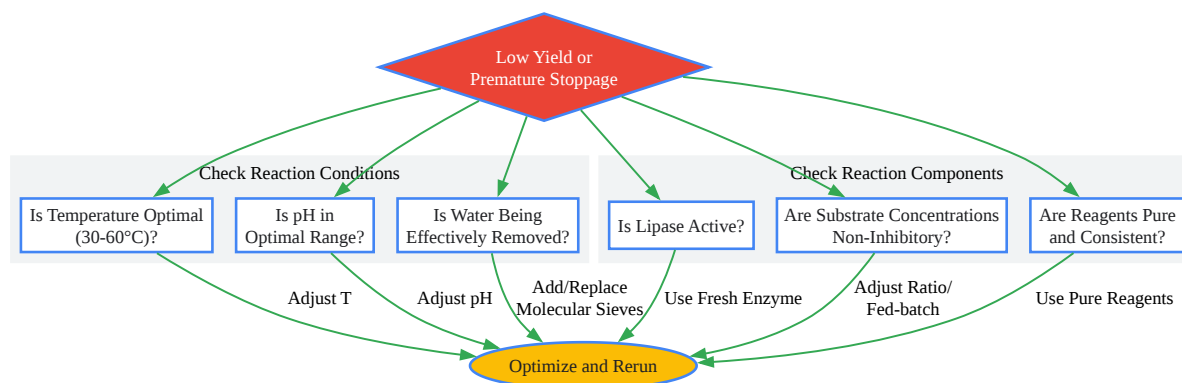 Low Yield or
Premature Stoppage
Check Reaction Conditions
Check Reaction Components
Is Temperature Optimal
(30-60°C)?
Is pH in
Optimal Range?
Is Water Being
Effectively Removed?
Is Lipase Active?
Are Substrate Concentrations
Non-Inhibitory?
Are Reagents Pure
and Consistent?
Adjust T
Adjust pH
Add/Replace
Molecular Sieves
Use Fresh Enzyme
Adjust Ratio/
Fed-batch
Use Pure Reagents
Optimize and Rerun